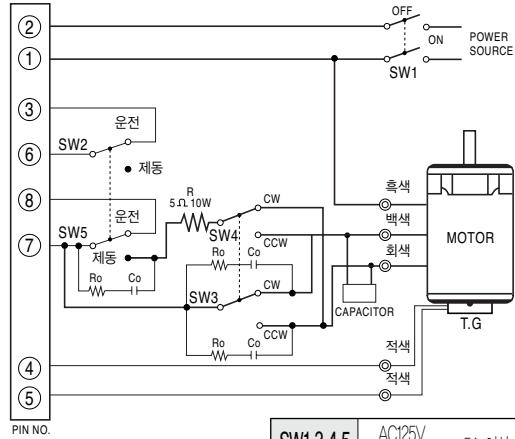 OFF
②
ON
POWER
SOURCE
①
SW1
③
운전
SW2
⑥
제동
⑧
운전
R
5Ω 10W
CW
흑색
SW5
SW4
백색
⑦
제동
CCW
회색
MOTOR
Ro
Co
Ro
Co
CW
SW3
CAPACITOR
Ro
Co
CCW
T.G
적색
④
적색
⑤
PIN NO.
SW1,2,4,5
AC125V